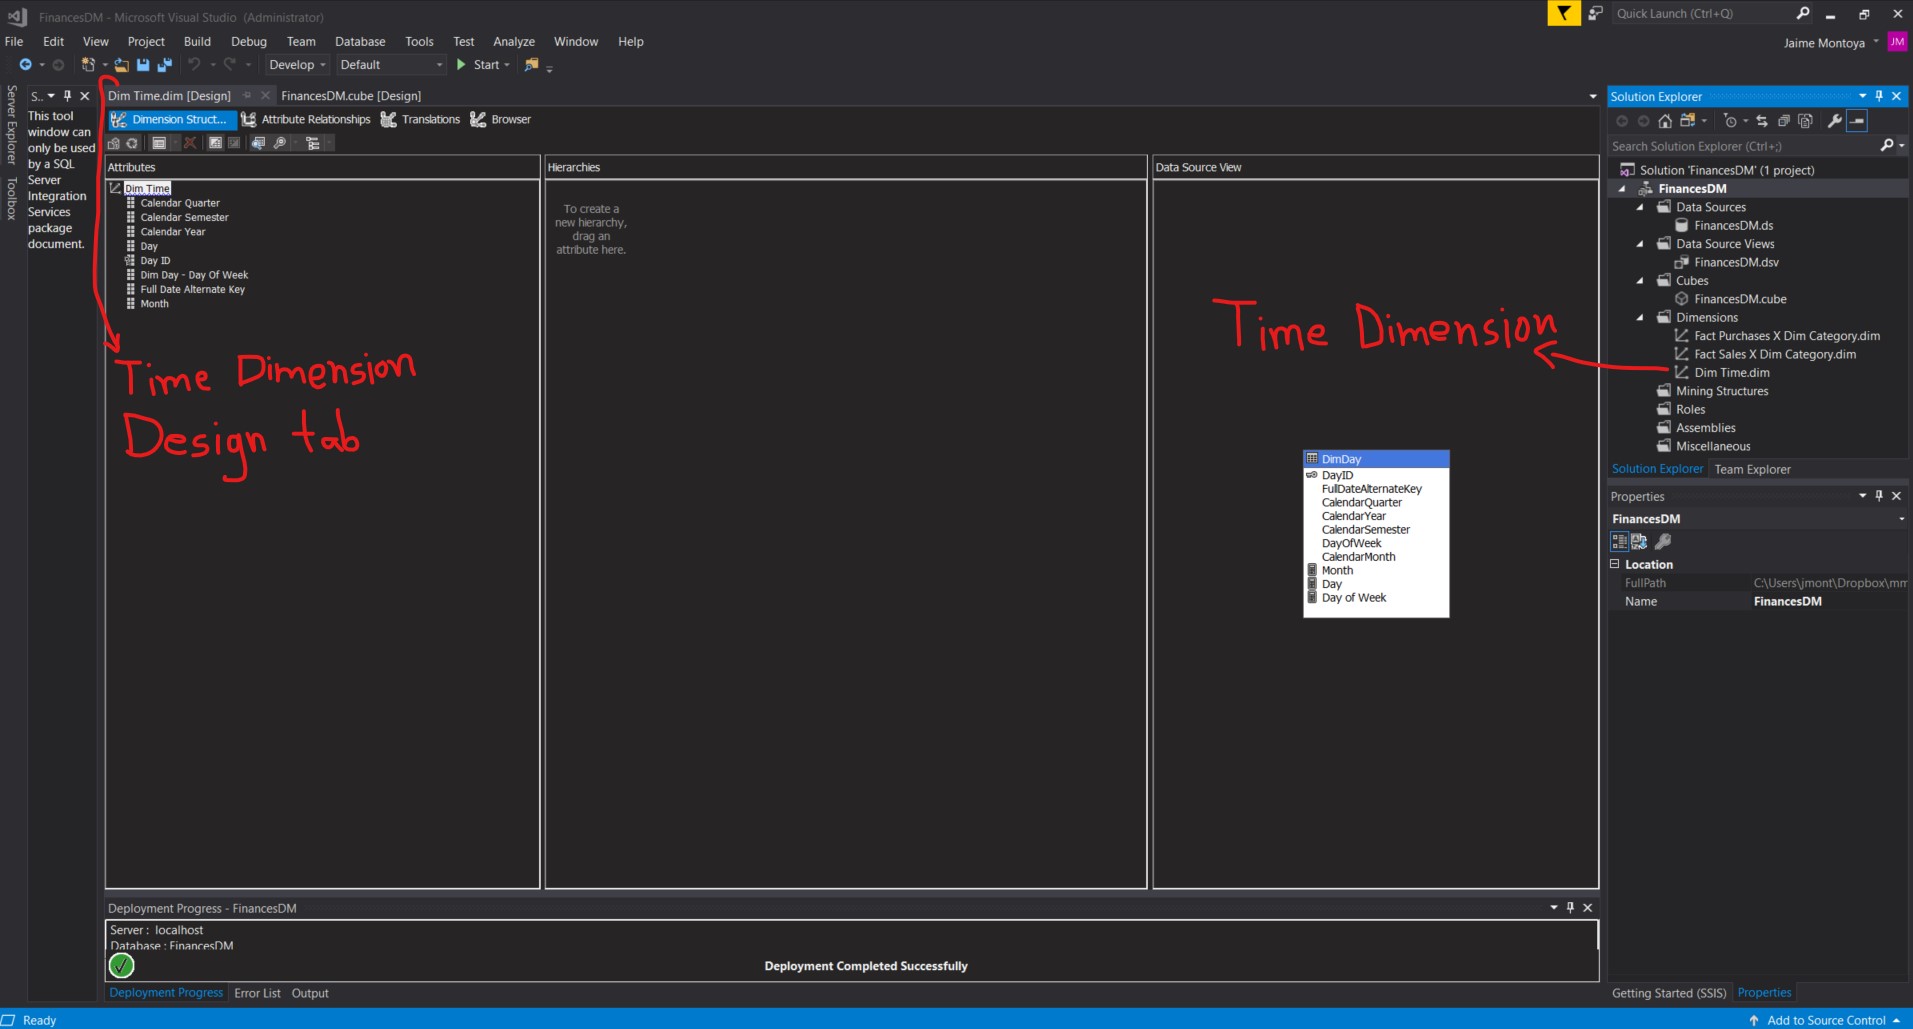 FinancesDM - Microsoft Visual Studio (Administrator)
Quick Launch (Ctrl+Q)
File Edit View Project Build Debug Team Database Tools Test Analyze Window Help
Jaime Montoya JM
Develop Default Start
Server Explorer
Toolbox
S..
This tool
window can
only be used
by a SQL
Server
Integration
Services
package
document.
Dim Time.dim [Design] FinancesDM.cube [Design]
Dimension Struct... Attribute Relationships Translations Browser
Attributes
Dim Time
Calendar Quarter
Calendar Semester
Calendar Year
Day
Day ID
Dim Day - Day Of Week
Full Date Alternate Key
Month
Time Dimension
Design tab
Hierarchies
To create a
new hierarchy,
drag an
attribute here.
Data Source View
Time Dimension
DimDay
DayID
FullDateAlternateKey
CalendarQuarter
CalendarYear
CalendarSemester
DayOfWeek
CalendarMonth
Month
Day
Day of Week
Solution Explorer
Search Solution Explorer (Ctrl+;)
Solution 'FinancesDM' (1 project)
FinancesDM
Data Sources
FinancesDM.ds
Data Source Views
FinancesDM.dsv
Cubes
FinancesDM.cube
Dimensions
Fact Purchases X Dim Category.dim
Fact Sales X Dim Category.dim
Dim Time.dim
Mining Structures
Roles
Assemblies
Miscellaneous
Solution Explorer Team Explorer
Properties
FinancesDM
Location
FullPath C:\Users\jmont\Dropbox\mm
Name FinancesDM
Getting Started (SSIS) Properties
Deployment Progress - FinancesDM
Server : localhost
Database : FinancesDM
Deployment Completed Successfully
Deployment Progress Error List Output
Ready
Add to Source Control